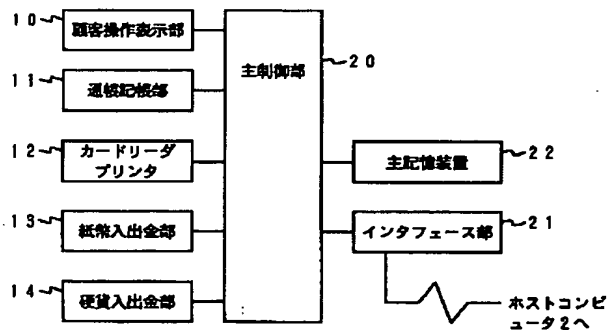 10
顧客操作表示部
11
通帳記帳部
12
カードリーダ
プリンタ
13
紙幣入出金部
14
硬貨入出金部
主制御部
20
主記憶装置
22
インタフェース部
21
ホストコンピ
ュータ2へ